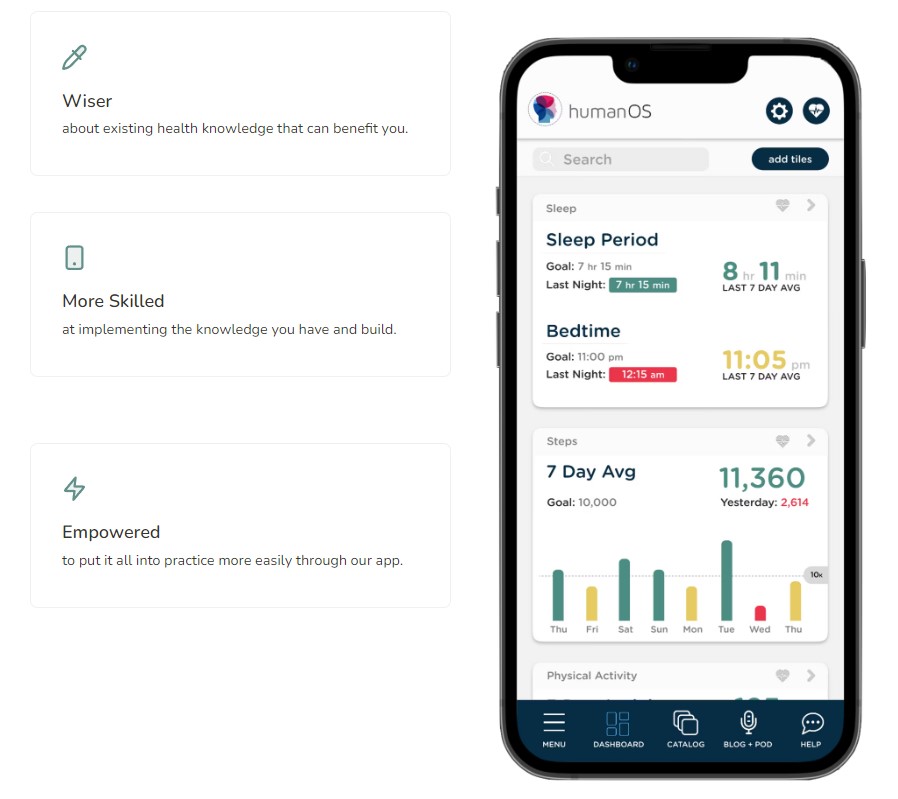 Wiser
about existing health knowledge that can benefit you.
More Skilled
at implementing the knowledge you have and build.
Empowered
to put it all into practice more easily through our app.
humanOS
Search
add tiles
Sleep
Sleep Period
Goal: 7 hr 15 min
Last Night: 7 hr 15 min
8 hr 11 min
LAST 7 DAY AVG
Bedtime
Goal: 11:00 pm
Last Night: 12:15 am
11:05 pm
LAST 7 DAY AVG
Steps
7 Day Avg
Goal: 10,000
11,360
Yesterday: 2,614
10K
Thu Fri Sat Sun Mon Tue Wed Thu
Physical Activity
MENU DASHBOARD CATALOG BLOG + POD HELP